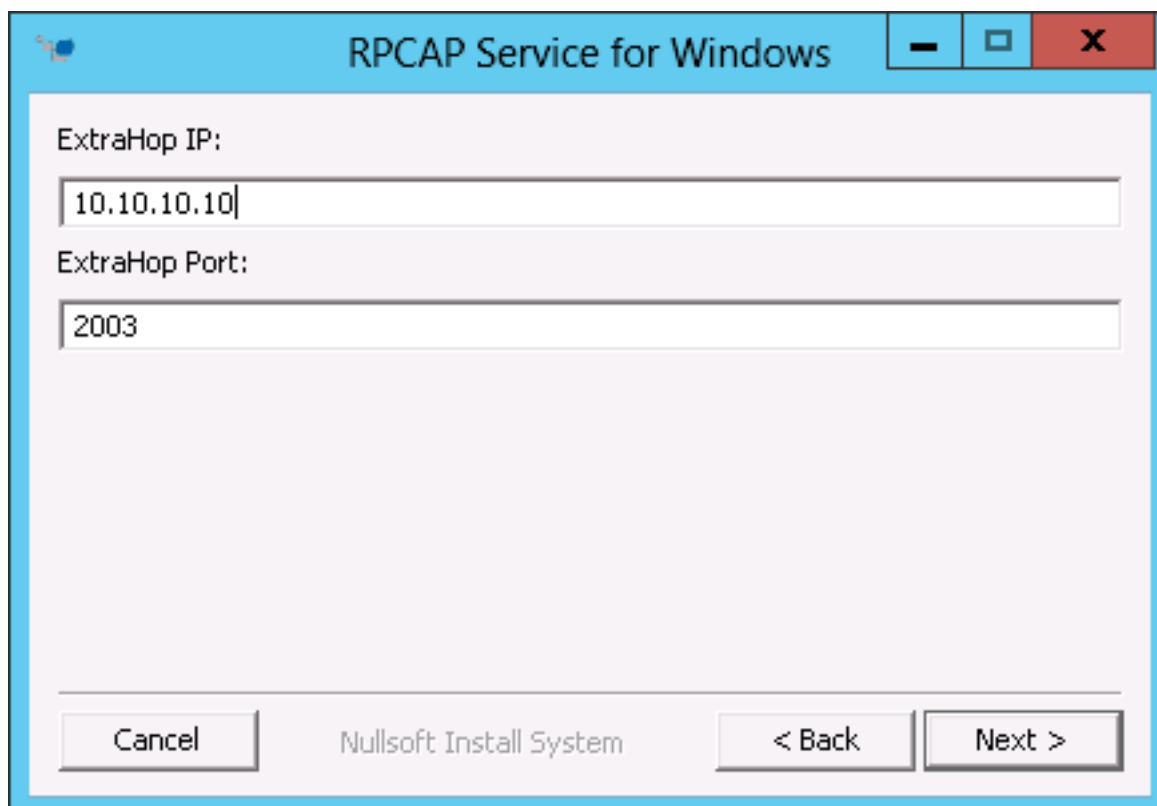 RPCAP Service for Windows
ExtraHop IP:
10.10.10.10
ExtraHop Port:
2003
Cancel Nullsoft Install System < Back Next >